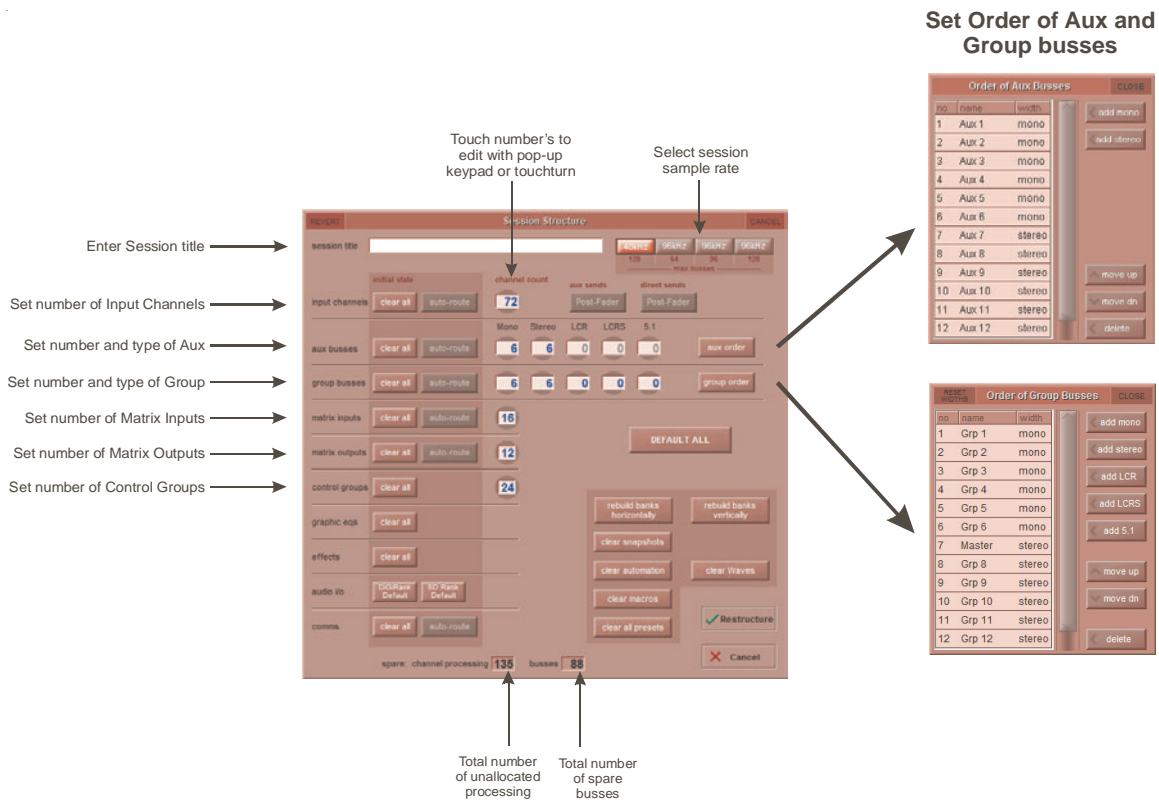 Set Order of Aux and
Group busses
Order of Aux Busses
CLOSE
no name width
1 Aux 1 mono
2 Aux 2 mono
3 Aux 3 mono
4 Aux 4 mono
5 Aux 5 mono
6 Aux 6 mono
7 Aux 7 stereo
8 Aux 8 stereo
9 Aux 9 stereo
10 Aux 10 stereo
11 Aux 11 stereo
12 Aux 12 stereo
add mono
add stereo
move up
move dn
delete
Touch number's to
edit with pop-up
keypad or touchturn
Select session
sample rate
REVERT
Session Structure
CANCEL
Enter Session title
session title
48kHz 96kHz 96kHz 96kHz
128 64 96 128
max busses
initial state
channel count
aux sends
direct sends
Set number of Input Channels
input channels
clear all
auto-route
72
Post-Fader
Post-Fader
Mono Stereo LCR LCRS 5.1
Set number and type of Aux
aux busses
clear all
auto-route
6 6 0 0 0
aux order
Set number and type of Group
group busses
clear all
auto-route
6 6 0 0 0
group order
Set number of Matrix Inputs
matrix inputs
clear all
auto-route
16
DEFAULT ALL
Set number of Matrix Outputs
matrix outputs
clear all
auto-route
12
Set number of Control Groups
control groups
clear all
24
graphic eqs
clear all
effects
clear all
audio i/o
DiGiRack
Default
SD Rack
Default
comms
clear all
auto-route
rebuild banks
horizontally
rebuild banks
vertically
clear snapshots
clear automation
clear Waves
clear macros
clear all presets
Restructure
Cancel
spare: channel processing 135 busses 88
Total number
of unallocated
processing
Total number
of spare
busses
RESET
WIDTHS
Order of Group Busses
CLOSE
no name width
1 Grp 1 mono
2 Grp 2 mono
3 Grp 3 mono
4 Grp 4 mono
5 Grp 5 mono
6 Grp 6 mono
7 Master stereo
8 Grp 8 stereo
9 Grp 9 stereo
10 Grp 10 stereo
11 Grp 11 stereo
12 Grp 12 stereo
add mono
add stereo
add LCR
add LCRS
add 5.1
move up
move dn
delete